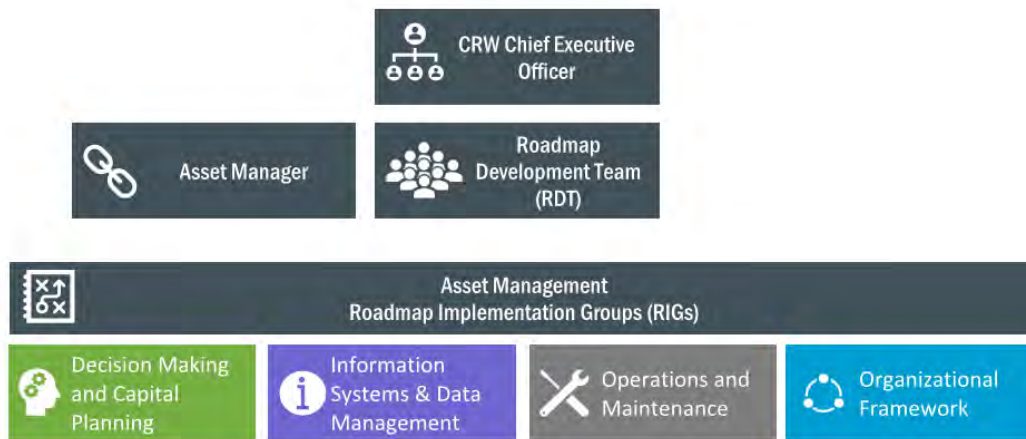 CRW Chief Executive
Officer
Asset Manager
Roadmap
Development Team
(RDT)
Asset Management
Roadmap Implementation Groups (RIGs)
Decision Making
and Capital
Planning
Information
Systems & Data
Management
Operations and
Maintenance
Organizational
Framework